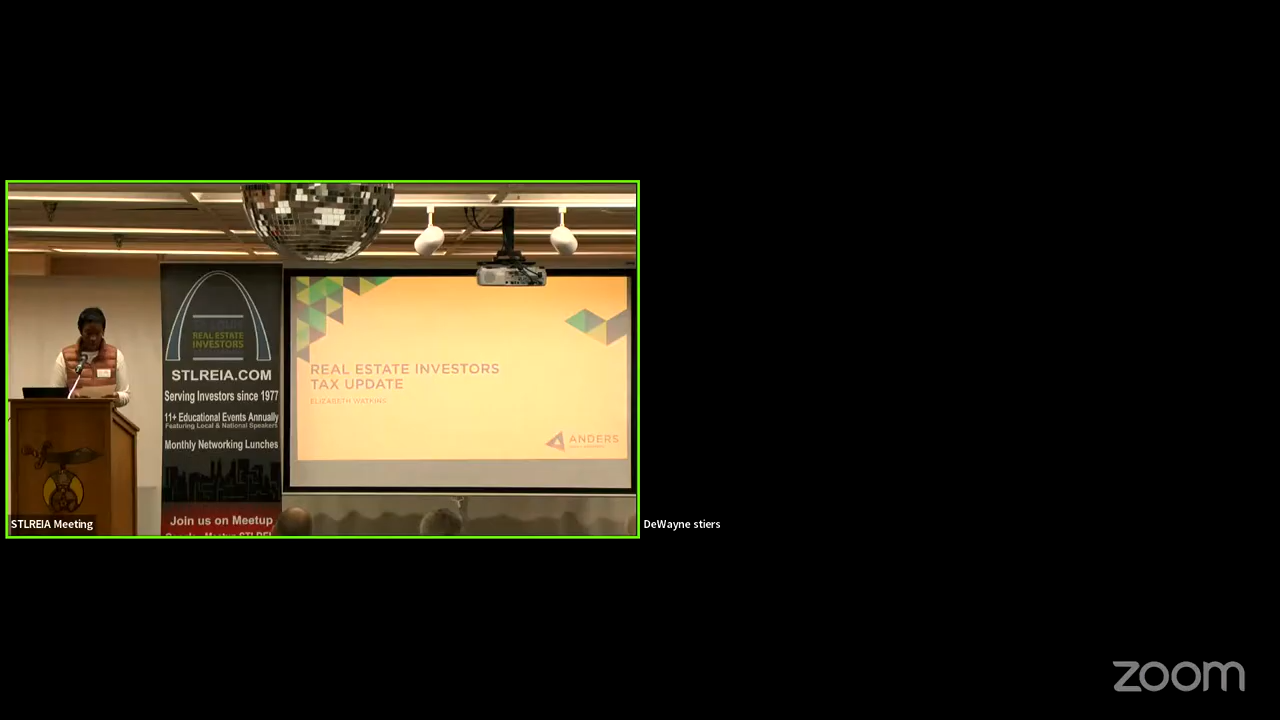 REAL ESTATE
INVESTORS
STLREIA.COM
Serving Investors since 1977
11+ Educational Events Annually
Featuring Local & National Speakers
Monthly Networking Lunches
Join us on Meetup
REAL ESTATE INVESTORS
TAX UPDATE
ELIZABETH WATKINS
ANDERS
STLREIA Meeting
DeWayne stiers
zoom